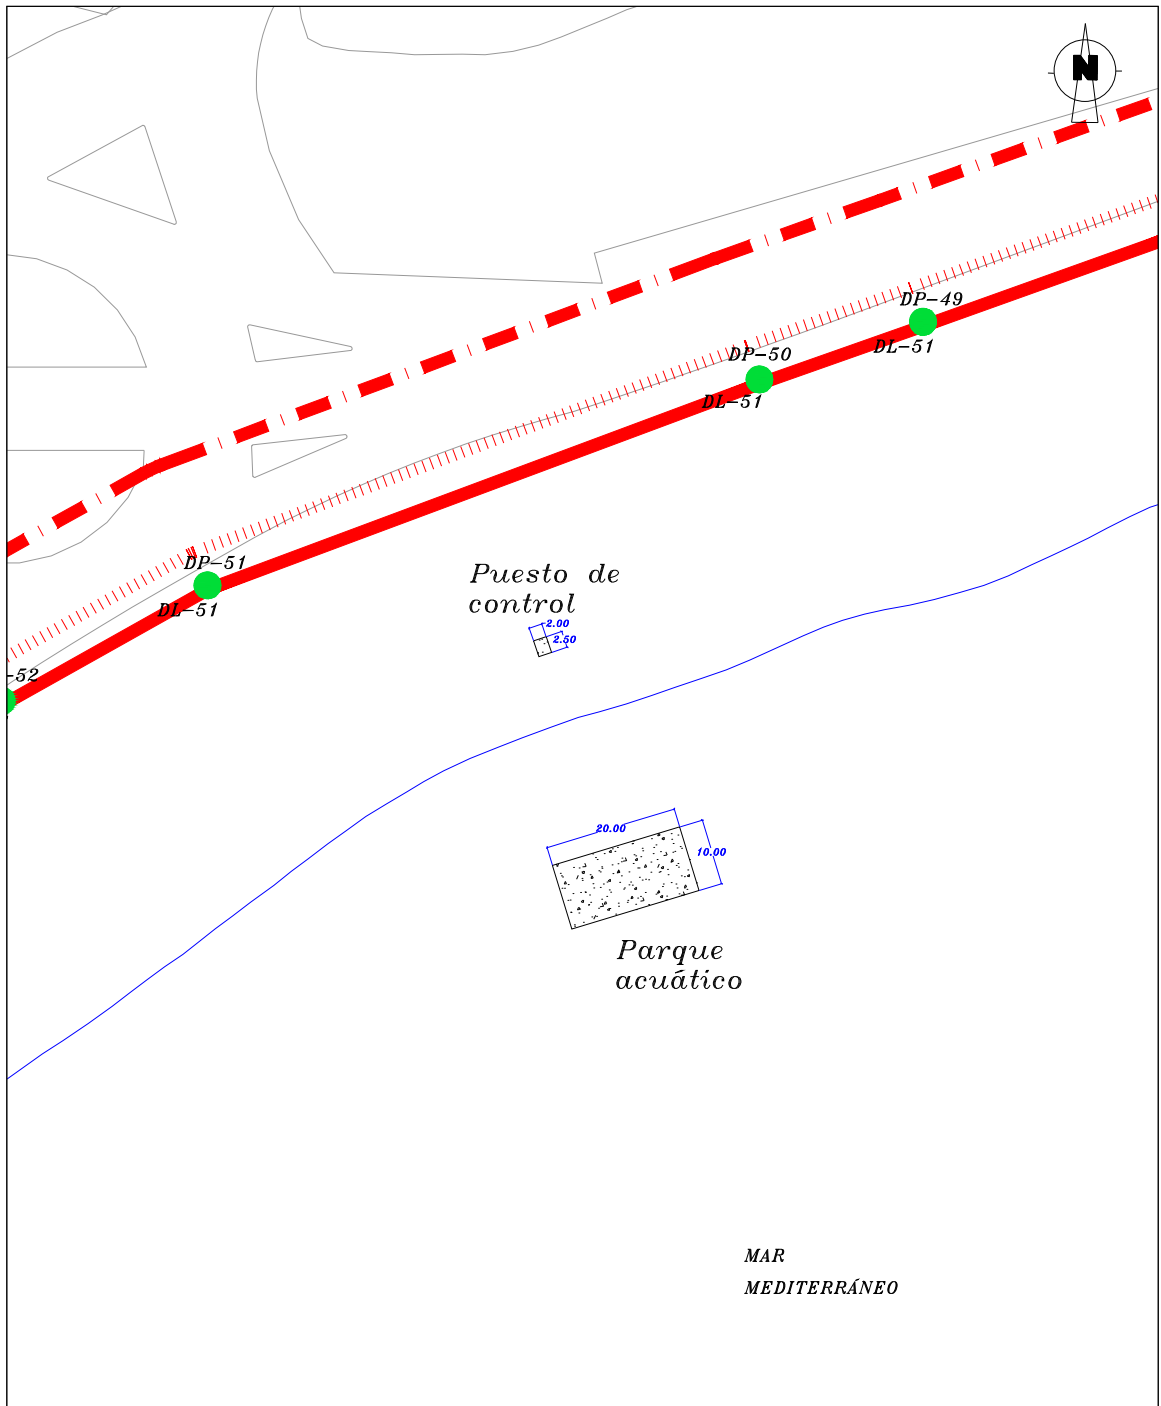 N
DP-49
DL-51
DP-50
DL-51
DP-51
DL-51
-52
Puesto de
control
2.00
2.50
20.00
10.00
Parque
acuático
MAR
MEDITERRÁNEO